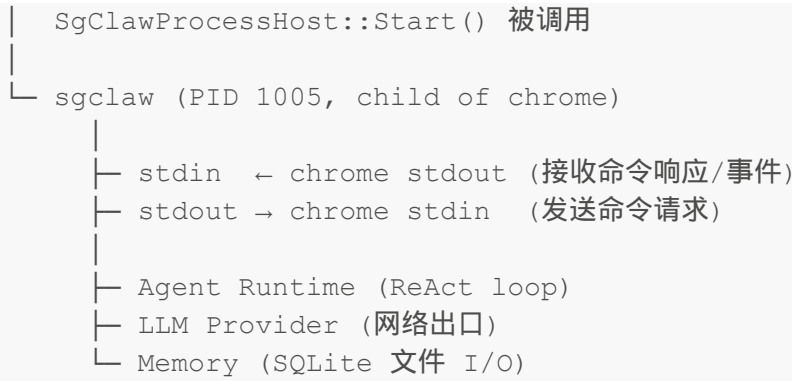 │  SgClawProcessHost::Start() 被调用
│
└─ sgclaw (PID 1005, child of chrome)
     │
     ├─ stdin  ← chrome stdout (接收命令响应/事件)
     ├─ stdout → chrome stdin  (发送命令请求)
     │
     ├─ Agent Runtime (ReAct loop)
     ├─ LLM Provider (网络出口)
     └─ Memory (SQLite 文件 I/O)